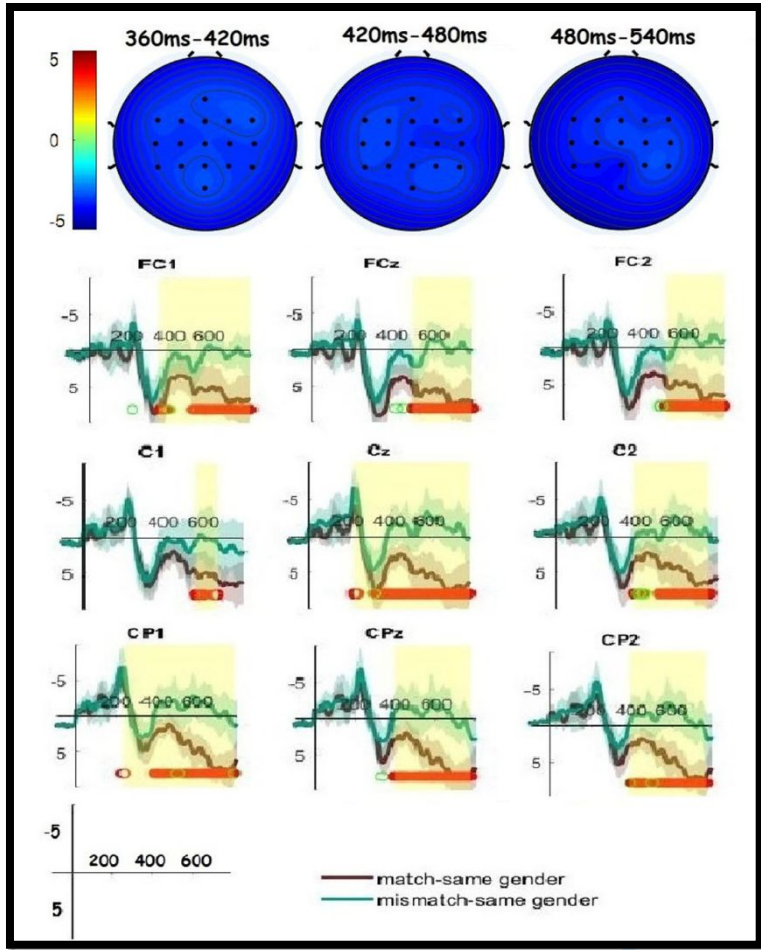 360ms-420ms 420ms-480ms 480ms-540ms
5
0
-5
FC1 FCz FC2
-5 -5 -5
200 400 600 200 400 600 200 400 600
5 5 5
C1 Cz C2
-5 -5 -5
200 400 600 200 400 600 200 400 600
5 5 5
CP1 CPz CP2
-5 -5 -5
200 400 600 200 400 600 200 400 600
5 5 5
-5
200 400 600
5
match-same gender
mismatch-same gender